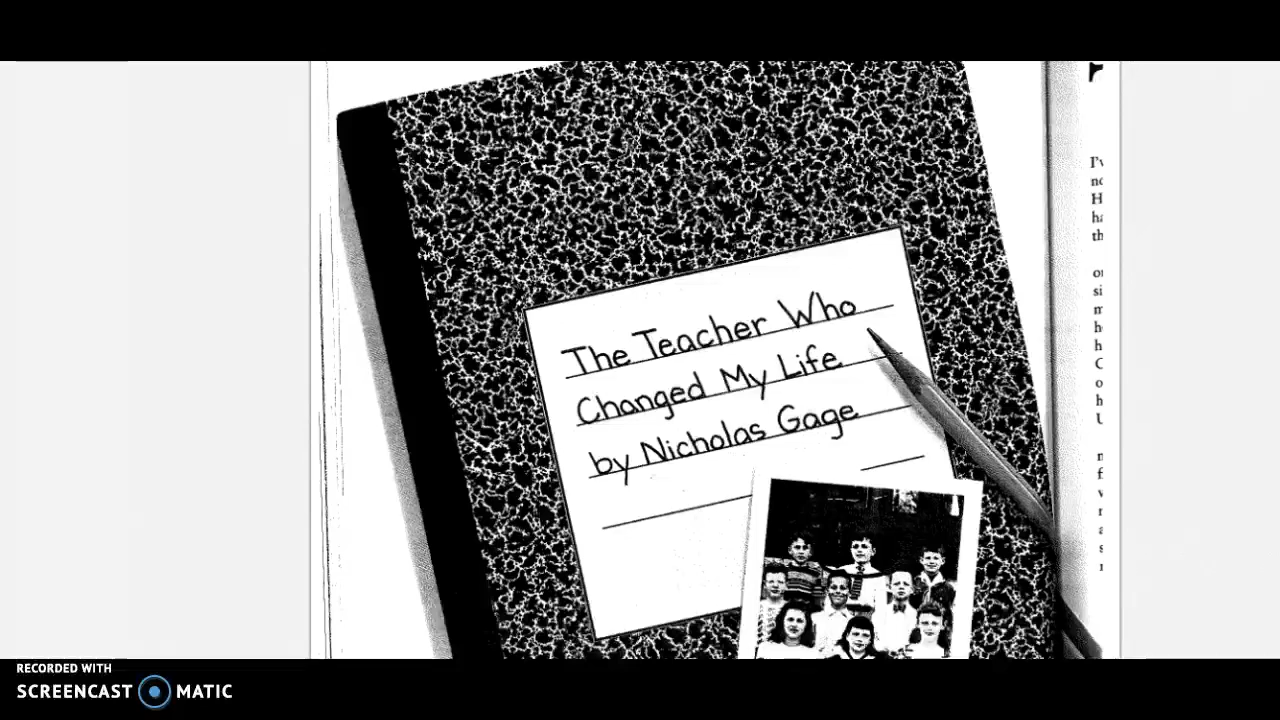 The Teacher Who
Changed My Life
by Nicholas Gage
RECORDED WITH
SCREENCAST MATIC